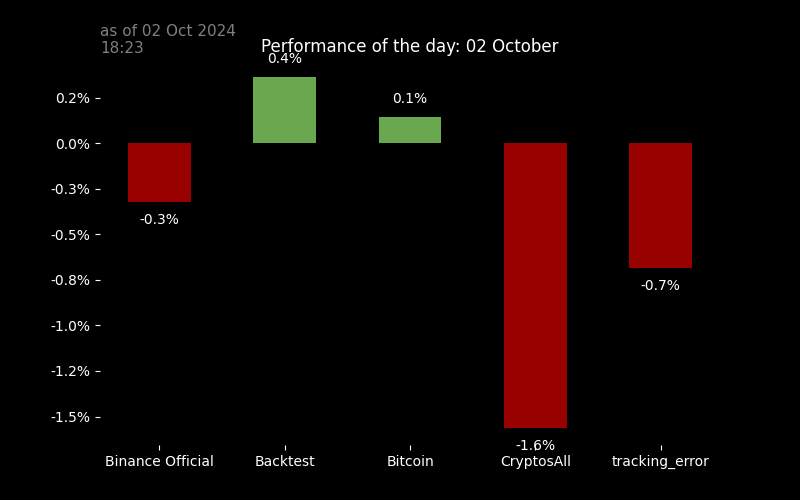 as of 02 Oct 2024
18:23
Performance of the day: 02 October
0.4%
0.2%
0.1%
0.0%
-0.3%
-0.3%
-0.5%
-0.7%
-0.8%
-1.0%
-1.2%
-1.5%
-1.6%
Binance Official
Backtest
Bitcoin
CryptosAll
tracking_error